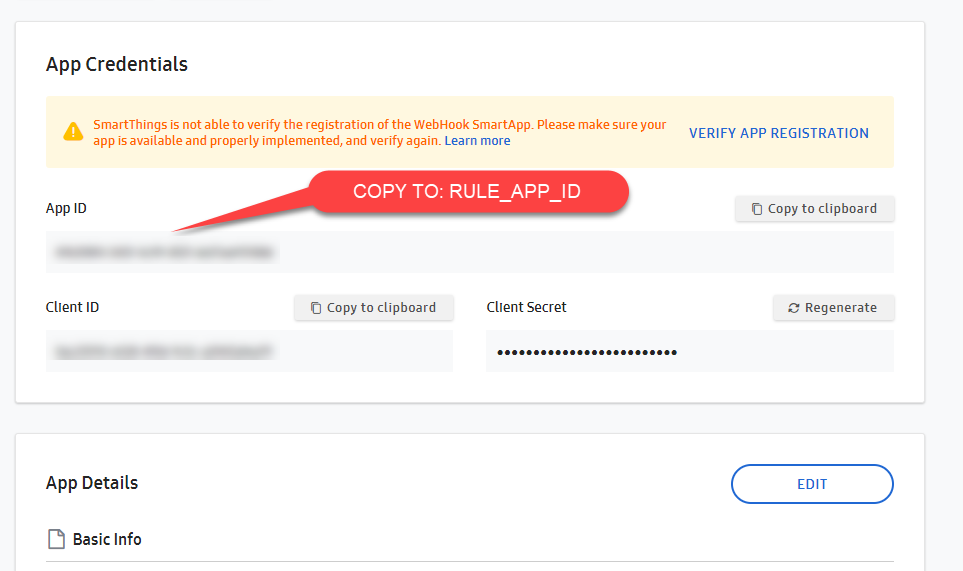 App Credentials
SmartThings is not able to verify the registration of the WebHook SmartApp. Please make sure your
app is available and properly implemented, and verify again. Learn more
VERIFY APP REGISTRATION
COPY TO: RULE_APP_ID
App ID
Copy to clipboard
Client ID
Copy to clipboard
Client Secret
Regenerate
•••••••••••••••••••••••••
App Details
EDIT
Basic Info